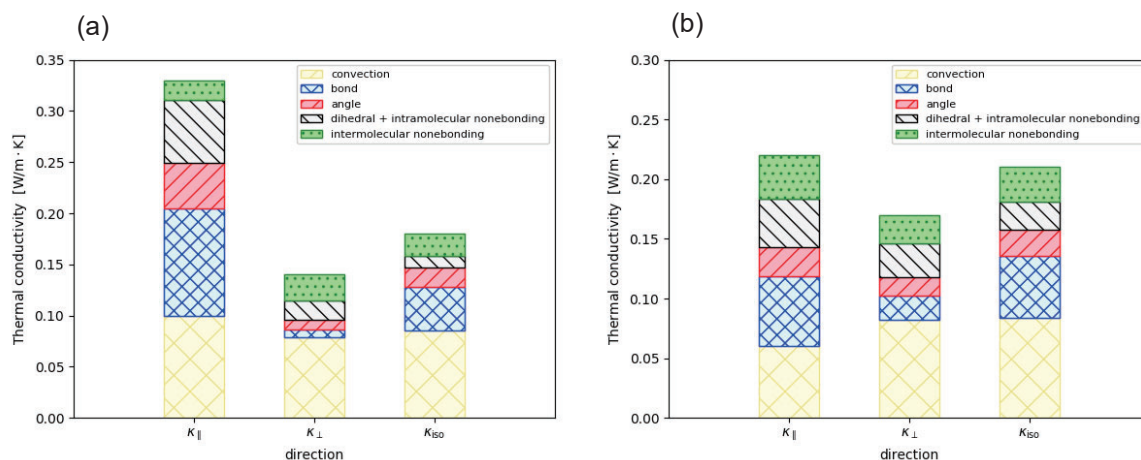 (a)
0.35
0.30
0.25
0.20
0.15
0.10
0.05
0.00
Thermal conductivity [W/m · K]
convection
bond
angle
dihedral + intramolecular nonebonding
intermolecular nonebonding
κ∥
κ⊥
κiso
direction
(b)
0.30
0.25
0.20
0.15
0.10
0.05
0.00
Thermal conductivity [W/m · K]
convection
bond
angle
dihedral + intramolecular nonebonding
intermolecular nonebonding
κ∥
κ⊥
κiso
direction